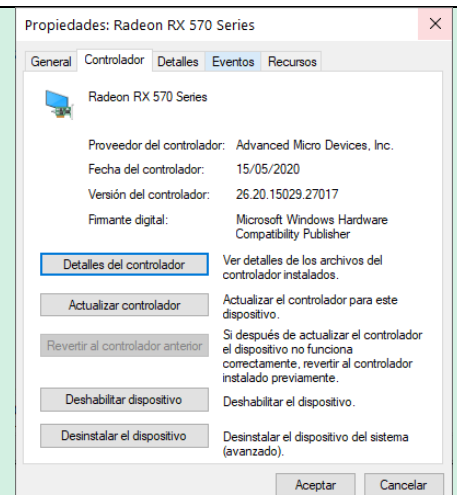 Propiedades: Radeon RX 570 Series
General Controlador Detalles Eventos Recursos
Radeon RX 570 Series
Proveedor del controlador: Advanced Micro Devices, Inc.
Fecha del controlador: 15/05/2020
Versión del controlador: 26.20.15029.27017
Firmante digital: Microsoft Windows Hardware
Compatibility Publisher
Detalles del controlador
Ver detalles de los archivos del
controlador instalados.
Actualizar controlador
Actualizar el controlador para este
dispositivo.
Revertir al controlador anterior
Si después de actualizar el controlador
el dispositivo no funciona
correctamente, revertir al controlador
instalado previamente.
Deshabilitar dispositivo
Deshabilitar el dispositivo.
Desinstalar el dispositivo
Desinstalar el dispositivo del sistema
(avanzado).
Aceptar Cancelar